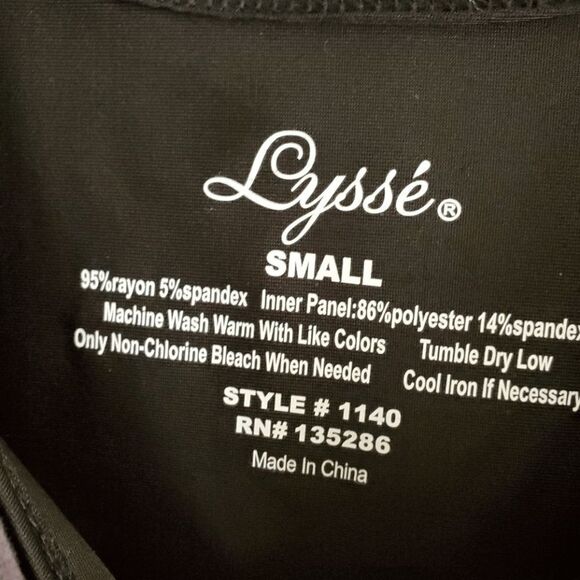 Lyssé®
SMALL
95%rayon 5%spandex Inner Panel:86%polyester 14%spandex
Machine Wash Warm With Like Colors Tumble Dry Low
Only Non-Chlorine Bleach When Needed Cool Iron If Necessary
STYLE # 1140
RN# 135286
Made In China